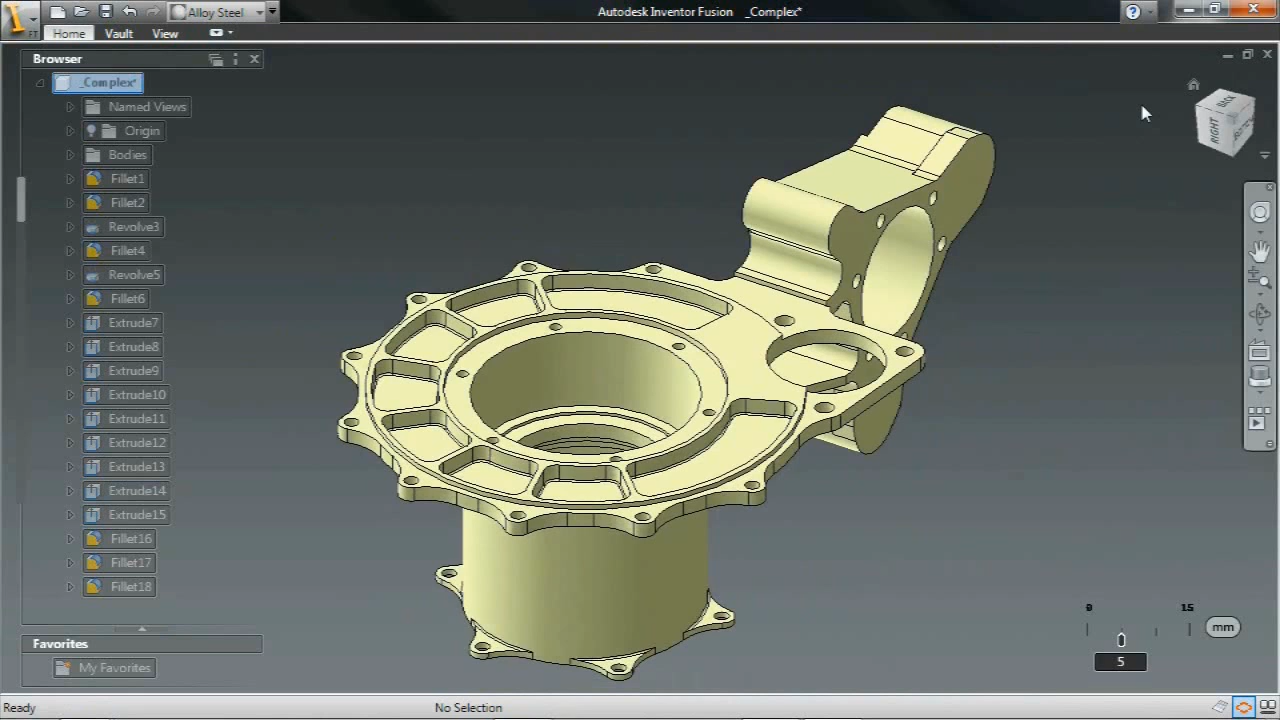 Alloy Steel
Autodesk Inventor Fusion _Complex*
FT
Home Vault View
Browser
_Complex*
Named Views
Origin
Bodies
Fillet1
Fillet2
Revolve3
Fillet4
Revolve5
Fillet6
Extrude7
Extrude8
Extrude9
Extrude10
Extrude11
Extrude12
Extrude13
Extrude14
Extrude15
Fillet16
Fillet17
Fillet18
Favorites
My Favorites
BACK
RIGHT
0 15
mm
5
Ready
No Selection